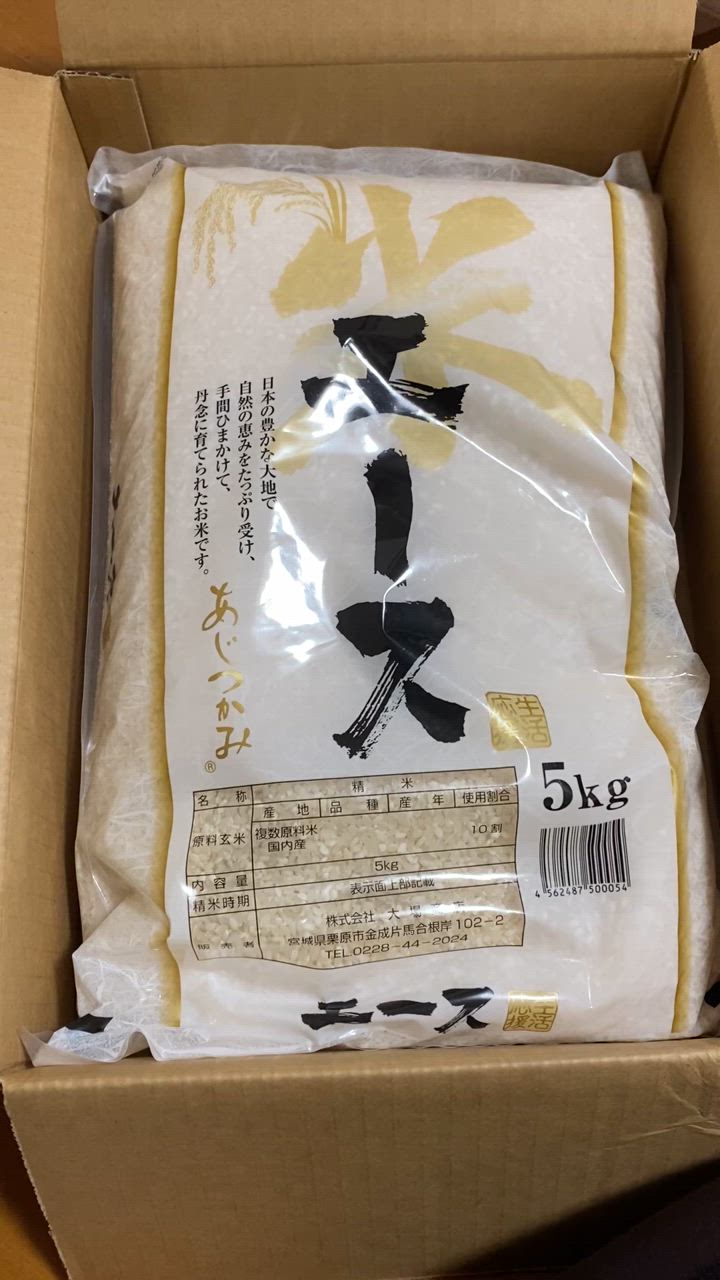 米
エース
日本の豊かな大地で
自然の恵みをたっぷり受け、
手間ひまかけて、
丹念に育てられたお米です。
あじつかみ®
生活
応援
5kg
名称 精米
産地 品種 産年 使用割合
原料玄米 複数原料米 10割
国内産
内容量 5kg
精米時期 表示面上部記載
販売者 株式会社 大場
宮城県栗原市金成片馬合根岸102-2
TEL.0228-44-2024
4 562487 500054
エース
生活
応援